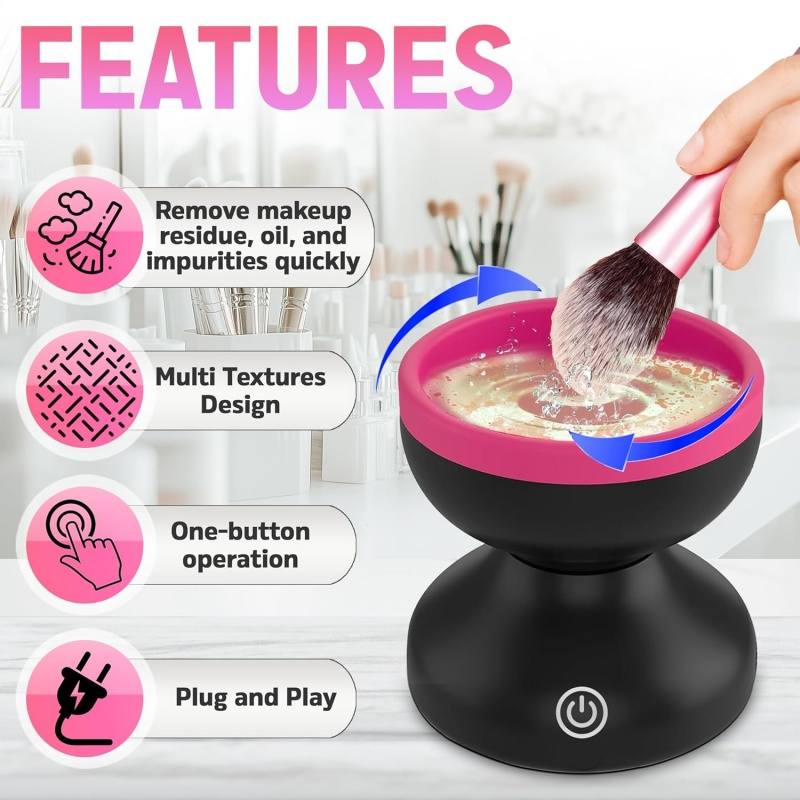 FEATURES
Remove makeup
residue, oil, and
impurities quickly
Multi Textures
Design
One-button
operation
Plug and Play